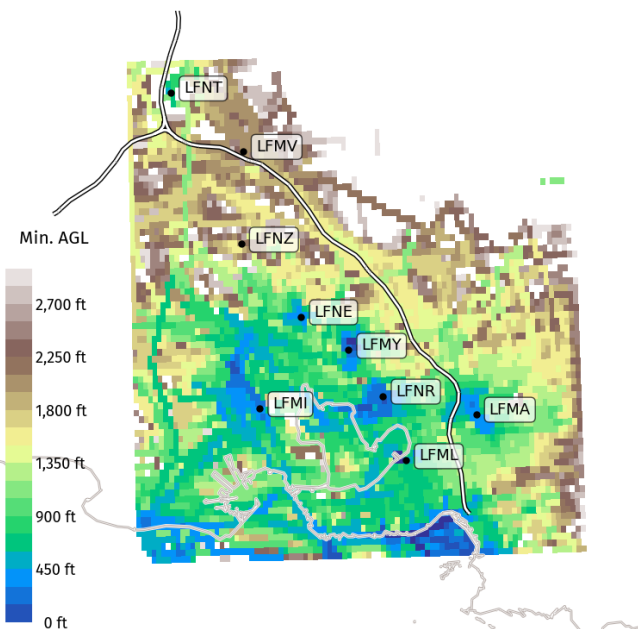 LFNT
LFMV
Min. AGL
LFNZ
2,700 ft
LFNE
2,250 ft
LFMY
1,800 ft
LFNR
LFMI
LFMA
1,350 ft
LFML
900 ft
450 ft
0 ft